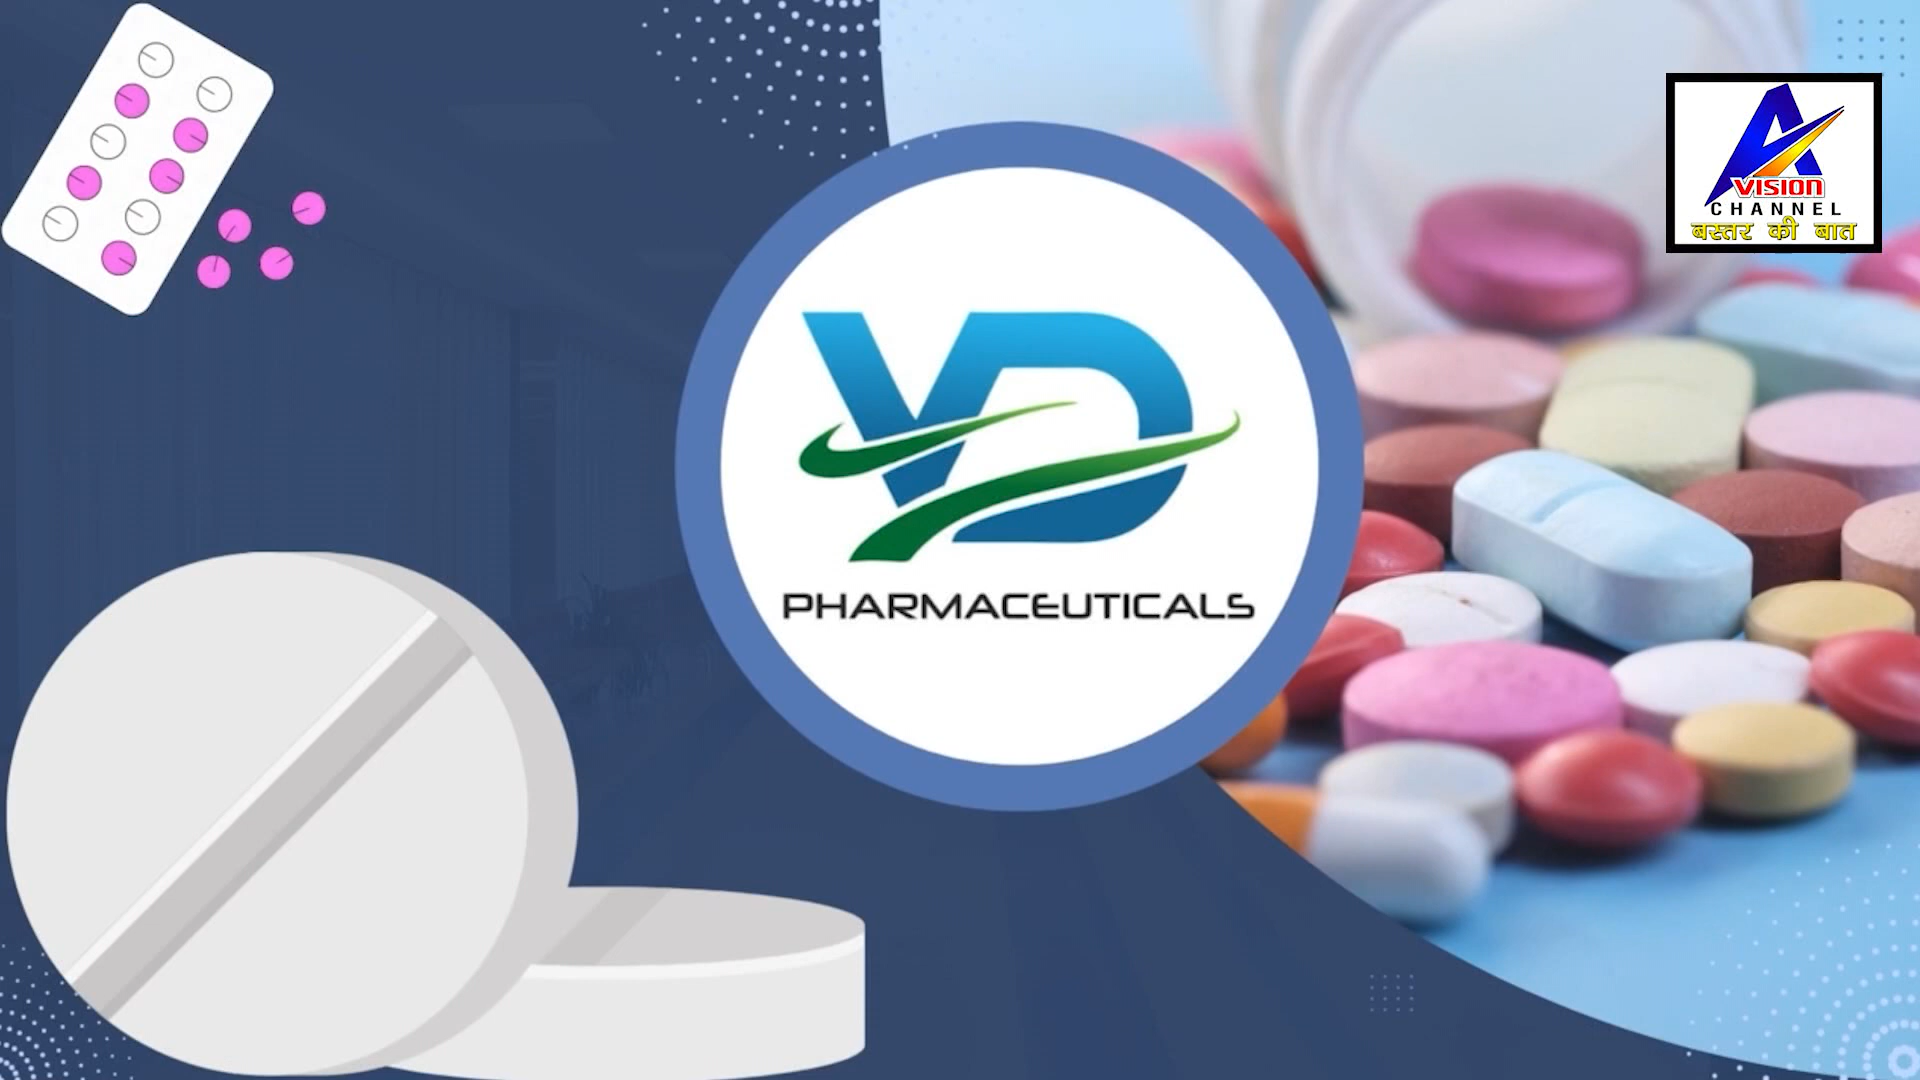 VD
PHARMACEUTICALS
A
VISION
CHANNEL
बस्तर की बात